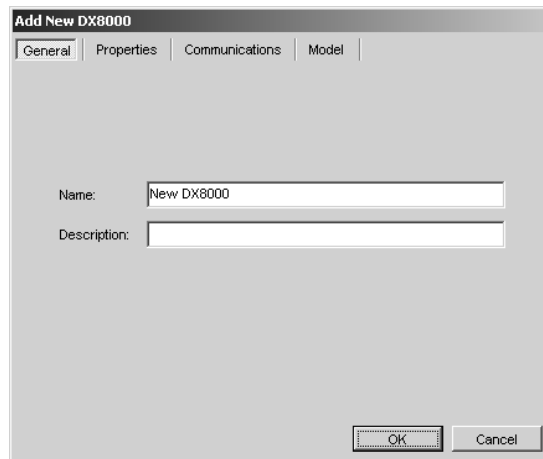 Add New DX8000
General Properties Communications Model
Name: New DX8000
Description:
OK Cancel